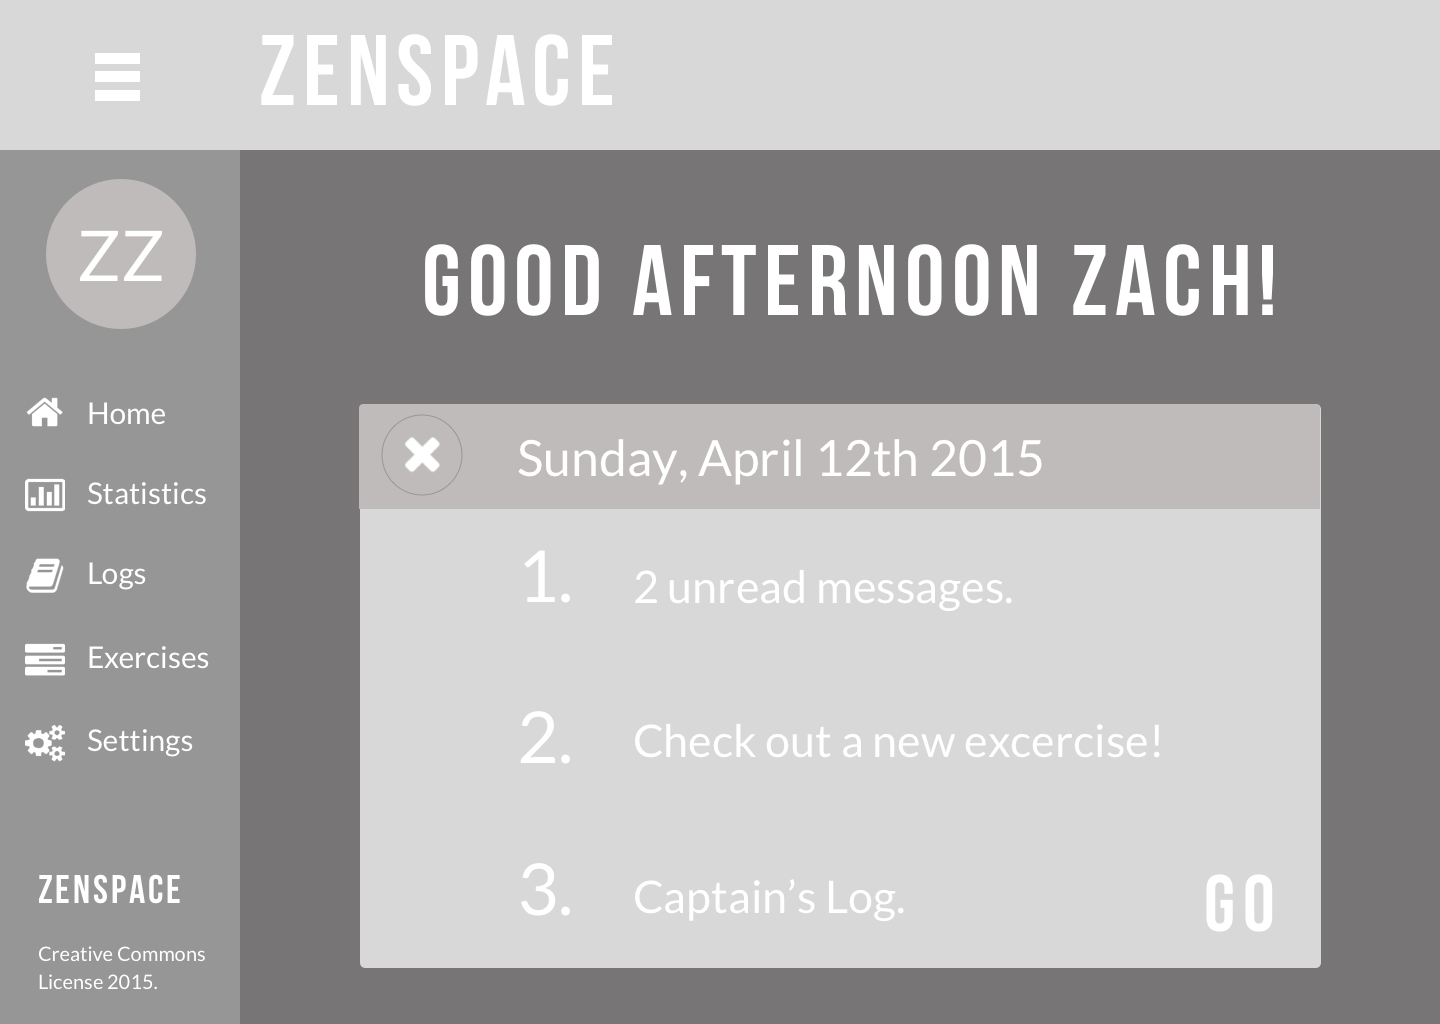 ZENSPACE
ZZ
Home
Statistics
Logs
Exercises
Settings
ZENSPACE
Creative Commons
License 2015.
GOOD AFTERNOON ZACH!
Sunday, April 12th 2015
1. 2 unread messages.
2. Check out a new excercise!
3. Captain’s Log.
GO